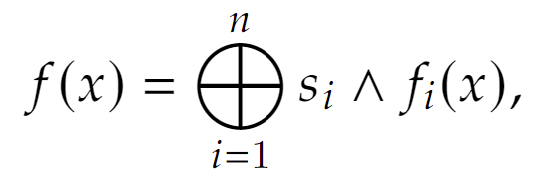 f(x) = ⨁_{i=1}^{n} s_i ∧ f_i(x),